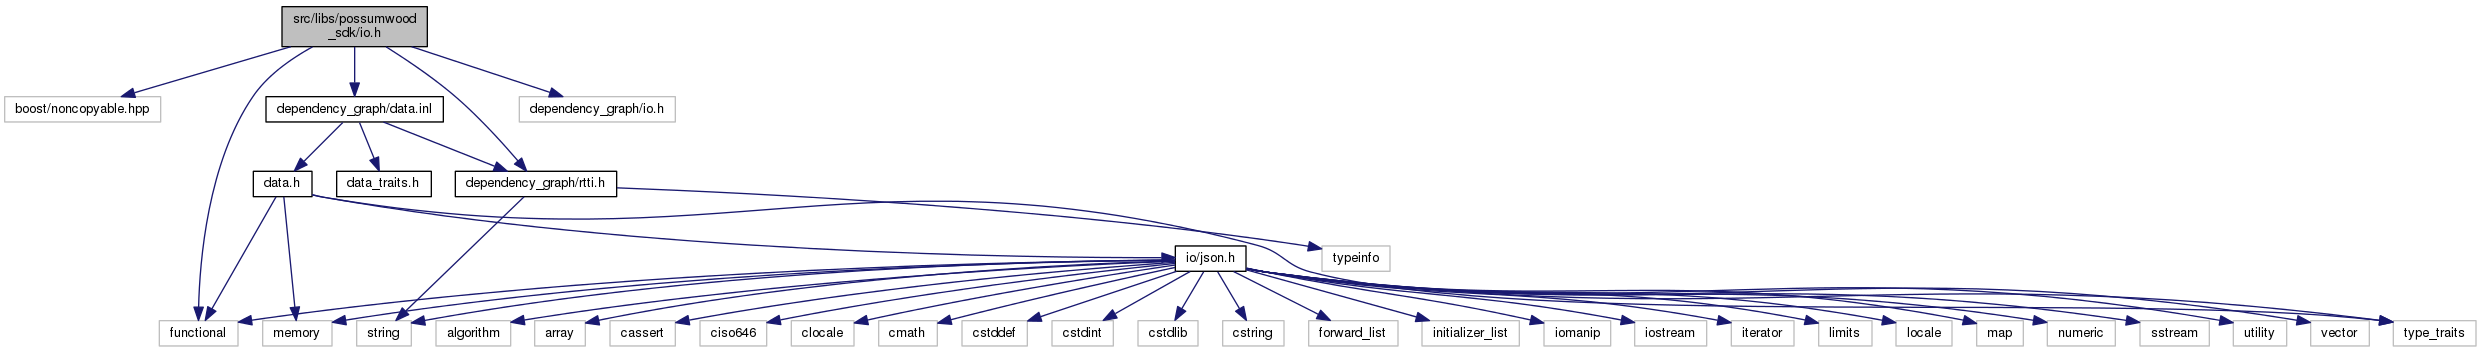 src/libs/possumwood
_sdk/io.h
boost/noncopyable.hpp
dependency_graph/data.inl
dependency_graph/io.h
data.h
data_traits.h
dependency_graph/rtti.h
io/json.h
typeinfo
functional
memory
string
algorithm
array
cassert
ciso646
clocale
cmath
cstddef
cstdint
cstdlib
cstring
forward_list
initializer_list
iomanip
iostream
iterator
limits
locale
map
numeric
sstream
utility
vector
type_traits